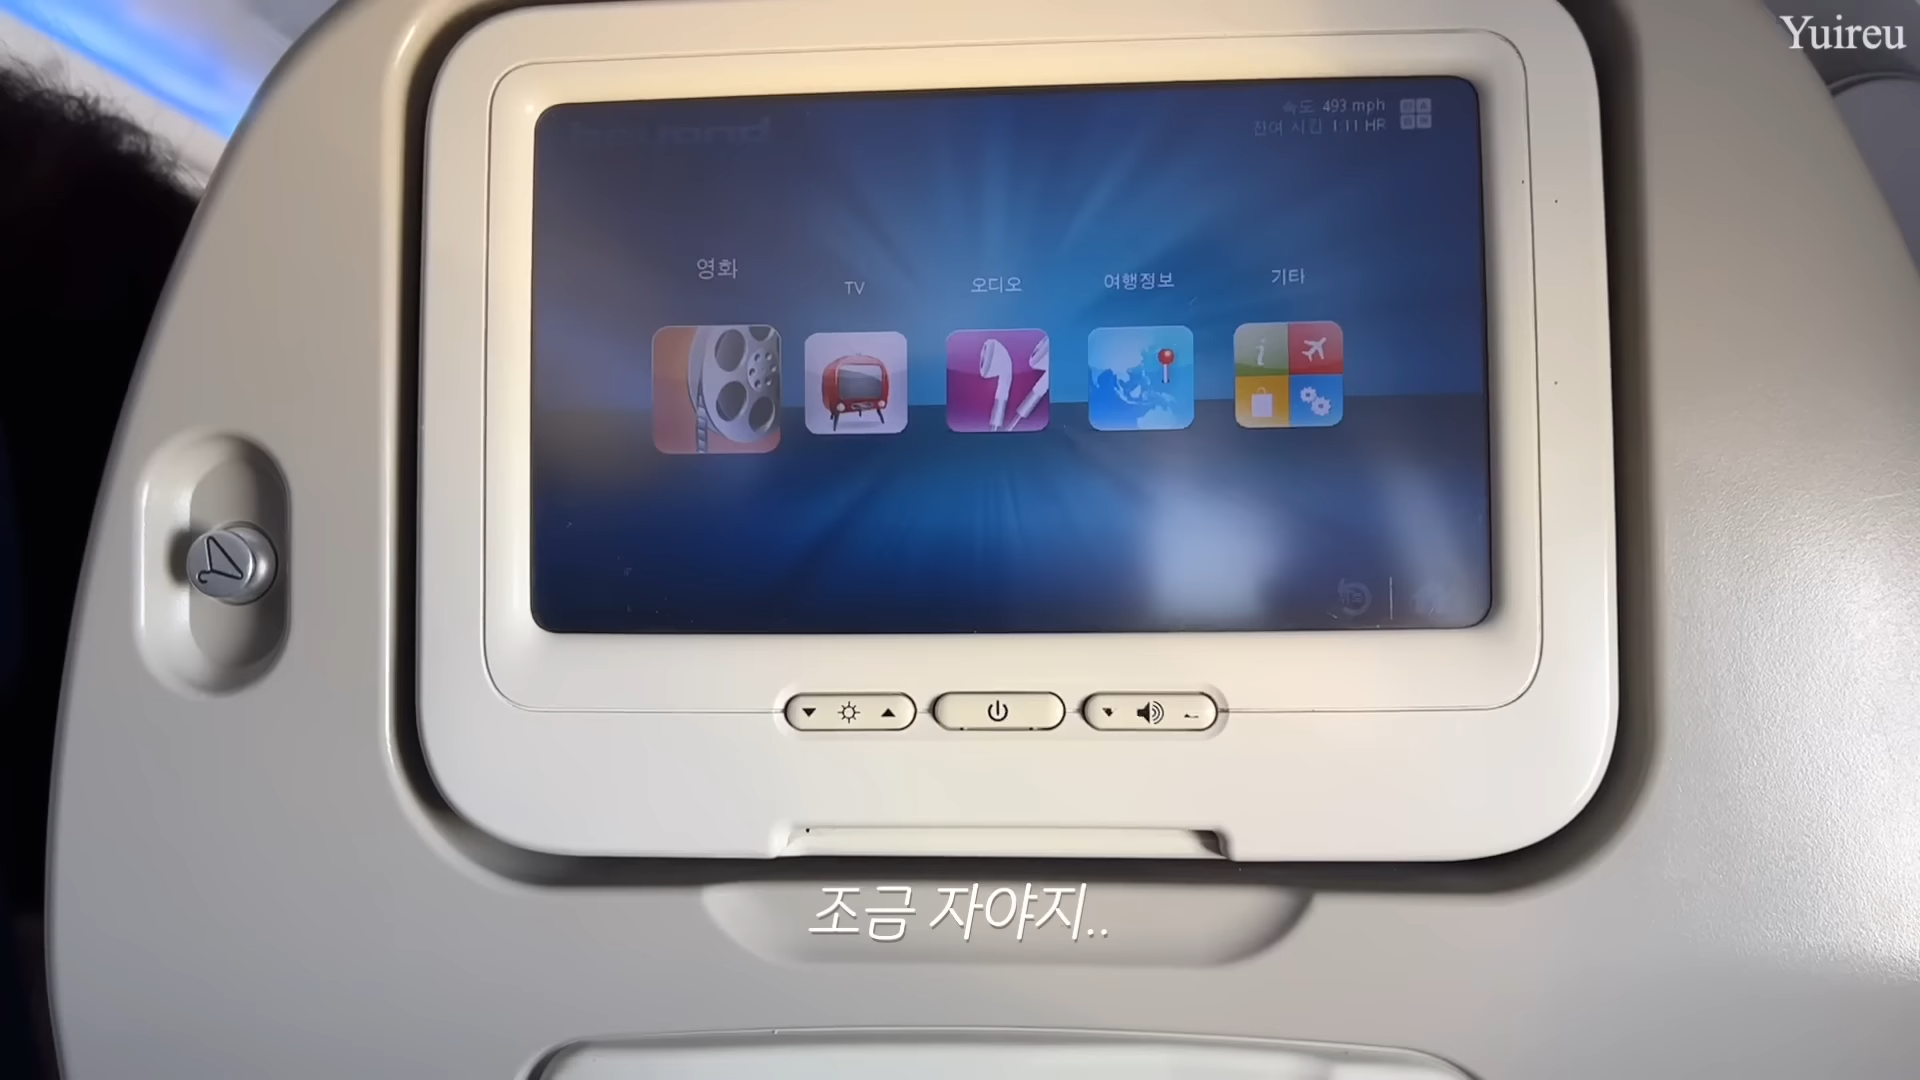 Yuireu
속도 493 mph
잔여 시간 1:11 HR
beyond
영화
TV
오디오
여행정보
기타
i
조금 자야지..